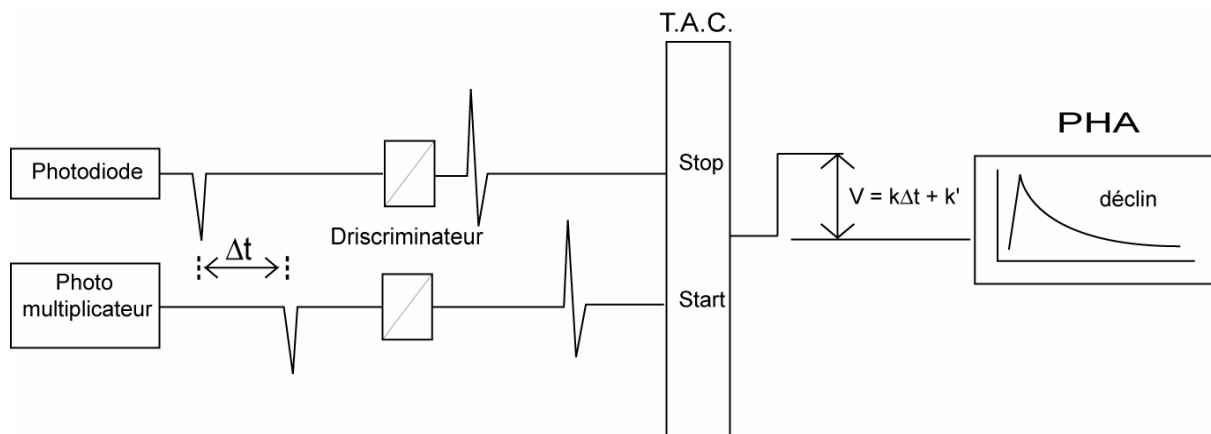 T.A.C.
PHA
Photodiode
Stop
V = kΔt + k'
déclin
Driscriminateur
Δt
Photo
multiplicateur
Start